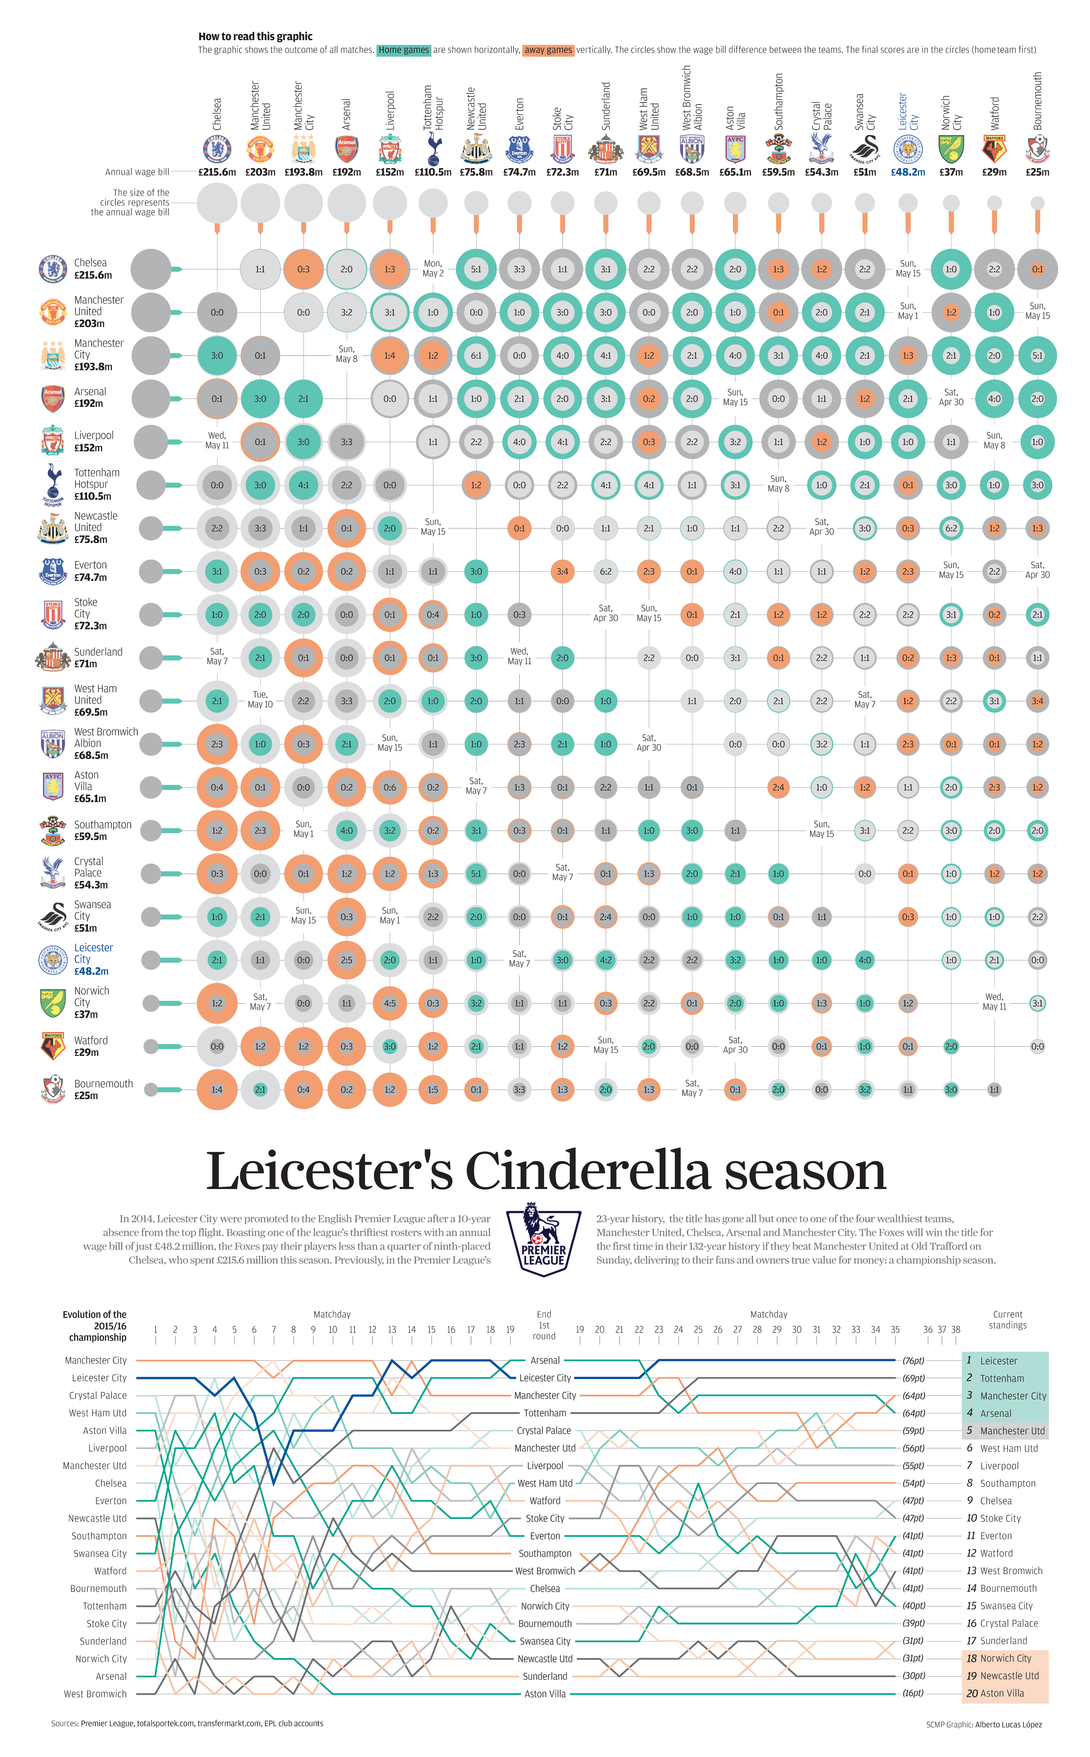 How to read this graphic
The graphic shows the outcome of all matches. Home games are shown horizontally, away games vertically. The circles show the wage bill difference between the teams. The final scores are in the circles (home team first)
Chelsea
Manchester United
Manchester City
Arsenal
Liverpool
Tottenham Hotspur
Newcastle United
Everton
Stoke City
Sunderland
West Ham United
West Bromwich Albion
Aston Villa
Southampton
Crystal Palace
Swansea City
Leicester City
Norwich City
Watford
Bournemouth
Annual wage bill £215.6m £203m £193.8m £192m £152m £110.5m £75.8m £74.7m £72.3m £71m £69.5m £68.5m £65.1m £59.5m £54.3m £51m £48.2m £37m £29m £25m
The size of the
circles represents
the annual wage bill
Chelsea £215.6m 1:1 0:3 2:0 1:3 Mon, May 2 5:1 3:3 1:1 3:1 2:2 2:2 2:0 1:3 1:2 2:2 Sun, May 15 1:0 2:2 0:1
Manchester United £203m 0:0 0:0 3:2 3:1 1:0 0:0 1:0 3:0 3:0 0:0 2:0 1:0 0:1 2:0 2:1 Sun, May 1 1:2 1:0 Sun, May 15
Manchester City £193.8m 3:0 0:1 Sun, May 8 1:4 1:2 6:1 0:0 4:0 4:1 1:2 2:1 4:0 3:1 4:0 2:1 1:3 2:1 2:0 5:1
Arsenal £192m 0:1 3:0 2:1 0:0 1:1 1:0 2:1 2:0 3:1 0:2 2:0 Sun, May 15 0:0 1:1 1:2 2:1 Sat, Apr 30 4:0 2:0
Liverpool £152m Wed, May 11 0:1 3:0 3:3 1:1 2:2 4:0 4:1 2:2 0:3 2:2 3:2 1:1 1:2 1:0 1:0 1:1 Sun, May 8 1:0
Tottenham Hotspur £110.5m 0:0 3:0 4:1 2:2 0:0 1:2 0:0 2:2 4:1 4:1 1:1 3:1 Sun, May 8 1:0 2:1 0:1 3:0 1:0 3:0
Newcastle United £75.8m 2:2 3:3 1:1 0:1 2:0 Sun, May 15 0:1 0:0 1:1 2:1 1:0 1:1 2:2 Sat, Apr 30 3:0 0:3 6:2 1:2 1:3
Everton £74.7m 3:1 0:3 0:2 0:2 1:1 1:1 3:0 3:4 6:2 2:3 0:1 4:0 1:1 1:1 1:2 2:3 Sun, May 15 2:2 Sat, Apr 30
Stoke City £72.3m 1:0 2:0 2:0 0:0 0:1 0:4 1:0 0:3 Sat, Apr 30 Sun, May 15 0:1 2:1 1:2 1:2 2:2 2:2 3:1 0:2 2:1
Sunderland £71m Sat, May 7 2:1 0:1 0:0 0:1 0:1 3:0 Wed, May 11 2:0 2:2 0:0 3:1 0:1 2:2 1:1 0:2 1:3 0:1 1:1
West Ham United £69.5m 2:1 Tue, May 10 2:2 3:3 2:0 1:0 2:0 1:1 0:0 1:0 1:1 2:0 2:1 2:2 Sat, May 7 1:2 2:2 3:1 3:4
West Bromwich Albion £68.5m 2:3 1:0 0:3 2:1 Sun, May 15 1:1 1:0 2:3 2:1 1:0 Sat, Apr 30 0:0 0:0 3:2 1:1 2:3 0:1 0:1 1:2
Aston Villa £65.1m 0:4 0:1 0:0 0:2 0:6 0:2 Sat, May 7 1:3 0:1 2:2 1:1 0:1 2:4 1:0 1:2 1:1 2:0 2:3 1:2
Southampton £59.5m 1:2 2:3 Sun, May 1 4:0 3:2 0:2 3:1 0:3 0:1 1:1 1:0 3:0 1:1 Sun, May 15 3:1 2:2 3:0 2:0 2:0
Crystal Palace £54.3m 0:3 0:0 0:1 1:2 1:2 1:3 5:1 0:0 Sat, May 7 0:1 1:3 2:0 2:1 1:0 0:0 0:1 1:0 1:2 1:2
Swansea City £51m 1:0 2:1 Sun, May 15 0:3 Sun, May 1 2:2 2:0 0:0 0:1 2:4 0:0 1:0 1:0 0:1 1:1 0:3 1:0 1:0 2:2
Leicester City £48.2m 2:1 1:1 0:0 2:5 2:0 1:1 1:0 Sat, May 7 3:0 4:2 2:2 2:2 3:2 1:0 1:0 4:0 1:0 2:1 0:0
Norwich City £37m 1:2 Sat, May 7 0:0 1:1 4:5 0:3 3:2 1:1 1:1 0:3 2:2 0:1 2:0 1:0 1:3 1:0 1:2 Wed, May 11 3:1
Watford £29m 0:0 1:2 1:2 0:3 3:0 1:2 2:1 1:1 1:2 Sun, May 15 2:0 0:0 Sat, Apr 30 0:0 0:1 1:0 0:1 2:0 0:0
Bournemouth £25m 1:4 2:1 0:4 0:2 1:2 1:5 0:1 3:3 1:3 2:0 1:3 Sat, May 7 0:1 2:0 0:0 3:2 1:1 3:0 1:1
Leicester's Cinderella season
In 2014, Leicester City were promoted to the English Premier League after a 10-year
absence from the top flight. Boasting one of the league's thriftiest rosters with an annual
wage bill of just £48.2 million, the Foxes pay their players less than a quarter of ninth-placed
Chelsea, who spent £215.6 million this season. Previously, in the Premier League's
PREMIER
LEAGUE
23-year history, the title has gone all but once to one of the four wealthiest teams,
Manchester United, Chelsea, Arsenal and Manchester City. The Foxes will win the title for
the first time in their 132-year history if they beat Manchester United at Old Trafford on
Sunday, delivering to their fans and owners true value for money: a championship season.
Evolution of the
2015/16
championship
Matchday
1 2 3 4 5 6 7 8 9 10 11 12 13 14 15 16 17 18 19
End
1st
round
Matchday
19 20 21 22 23 24 25 26 27 28 29 30 31 32 33 34 35 36 37 38
Current
standings
Manchester City Arsenal (76pt) 1 Leicester
Leicester City Leicester City (69pt) 2 Tottenham
Crystal Palace Manchester City (64pt) 3 Manchester City
West Ham Utd Tottenham (64pt) 4 Arsenal
Aston Villa Crystal Palace (59pt) 5 Manchester Utd
Liverpool Manchester Utd (56pt) 6 West Ham Utd
Manchester Utd Liverpool (55pt) 7 Liverpool
Chelsea West Ham Utd (54pt) 8 Southampton
Everton Watford (47pt) 9 Chelsea
Newcastle Utd Stoke City (47pt) 10 Stoke City
Southampton Everton (41pt) 11 Everton
Swansea City Southampton (41pt) 12 Watford
Watford West Bromwich (41pt) 13 West Bromwich
Bournemouth Chelsea (41pt) 14 Bournemouth
Tottenham Norwich City (40pt) 15 Swansea City
Stoke City Bournemouth (39pt) 16 Crystal Palace
Sunderland Swansea City (31pt) 17 Sunderland
Norwich City Newcastle Utd (31pt) 18 Norwich City
Arsenal Sunderland (30pt) 19 Newcastle Utd
West Bromwich Aston Villa (16pt) 20 Aston Villa
Sources: Premier League, totalsportek.com, transfermarkt.com, EPL club accounts
SCMP Graphic: Alberto Lucas López